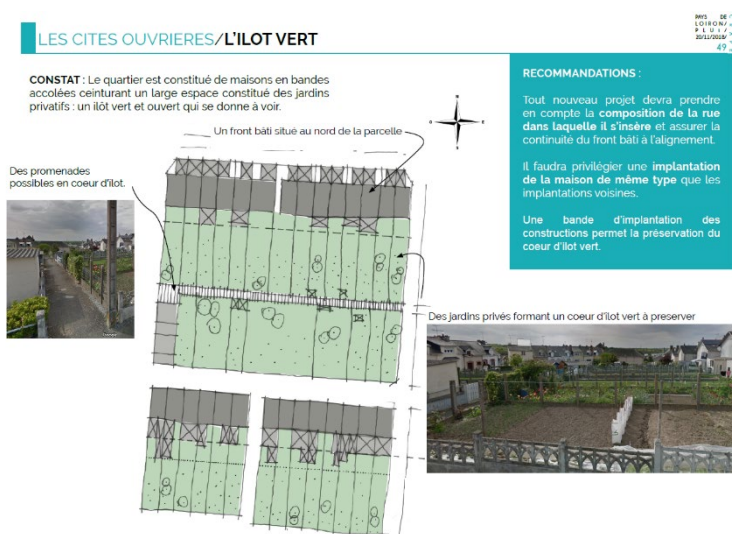 PAYS DE
LOIRON/
PLUI/
20/11/2018/
49
LES CITES OUVRIERES/L'ILOT VERT
CONSTAT : Le quartier est constitué de maisons en bandes
accolées ceinturant un large espace constitué des jardins
privatifs : un ilôt vert et ouvert qui se donne à voir.
Un front bâti situé au nord de la parcelle
Des promenades
possibles en coeur d'ilot.
RECOMMANDATIONS :
Tout nouveau projet devra prendre
en compte la composition de la rue
dans laquelle il s'insère et assurer la
continuité du front bâti à l'alignement.
Il faudra privilégier une implantation
de la maison de même type que les
implantations voisines.
Une bande d'implantation des
constructions permet la préservation du
coeur d'ilot vert.
Des jardins privés formant un coeur d'ilot vert à preserver